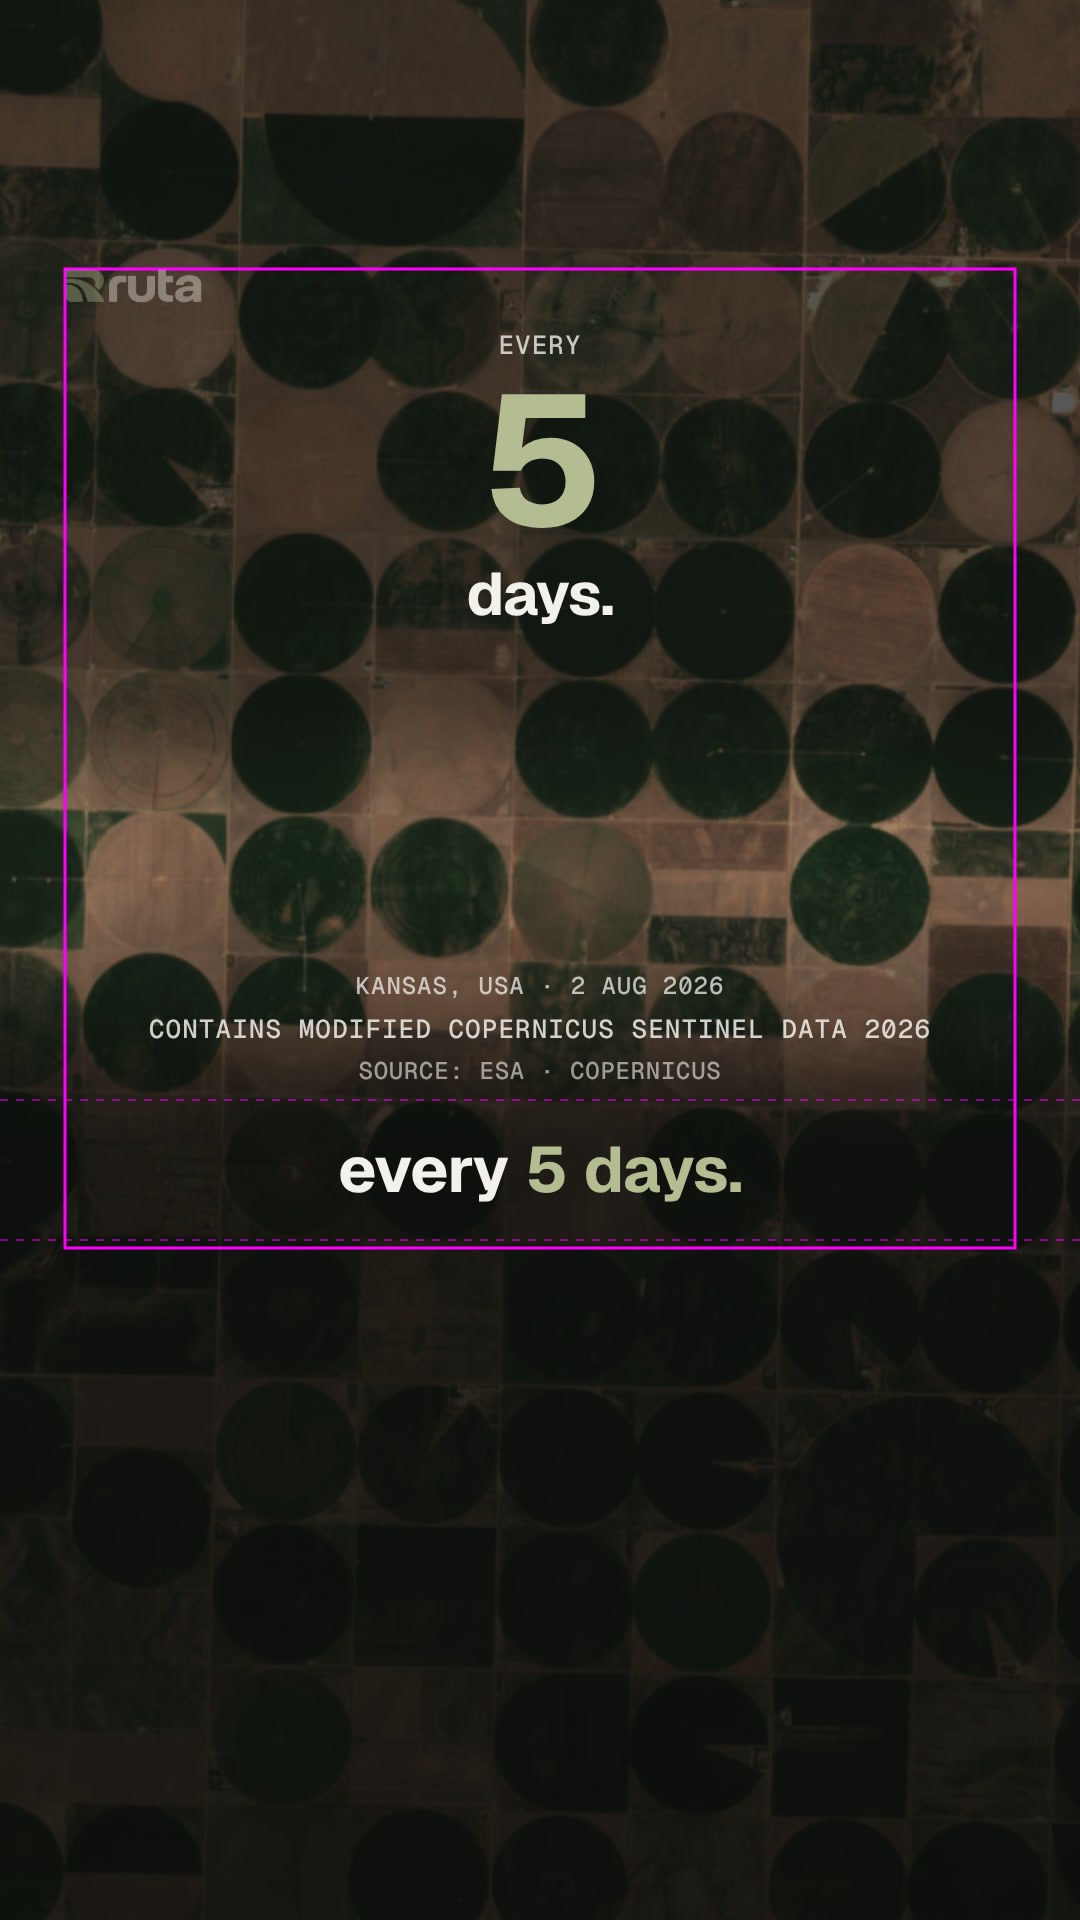 ruta
EVERY
5
days.
KANSAS, USA · 2 AUG 2026
CONTAINS MODIFIED COPERNICUS SENTINEL DATA 2026
SOURCE: ESA · COPERNICUS
every 5 days.